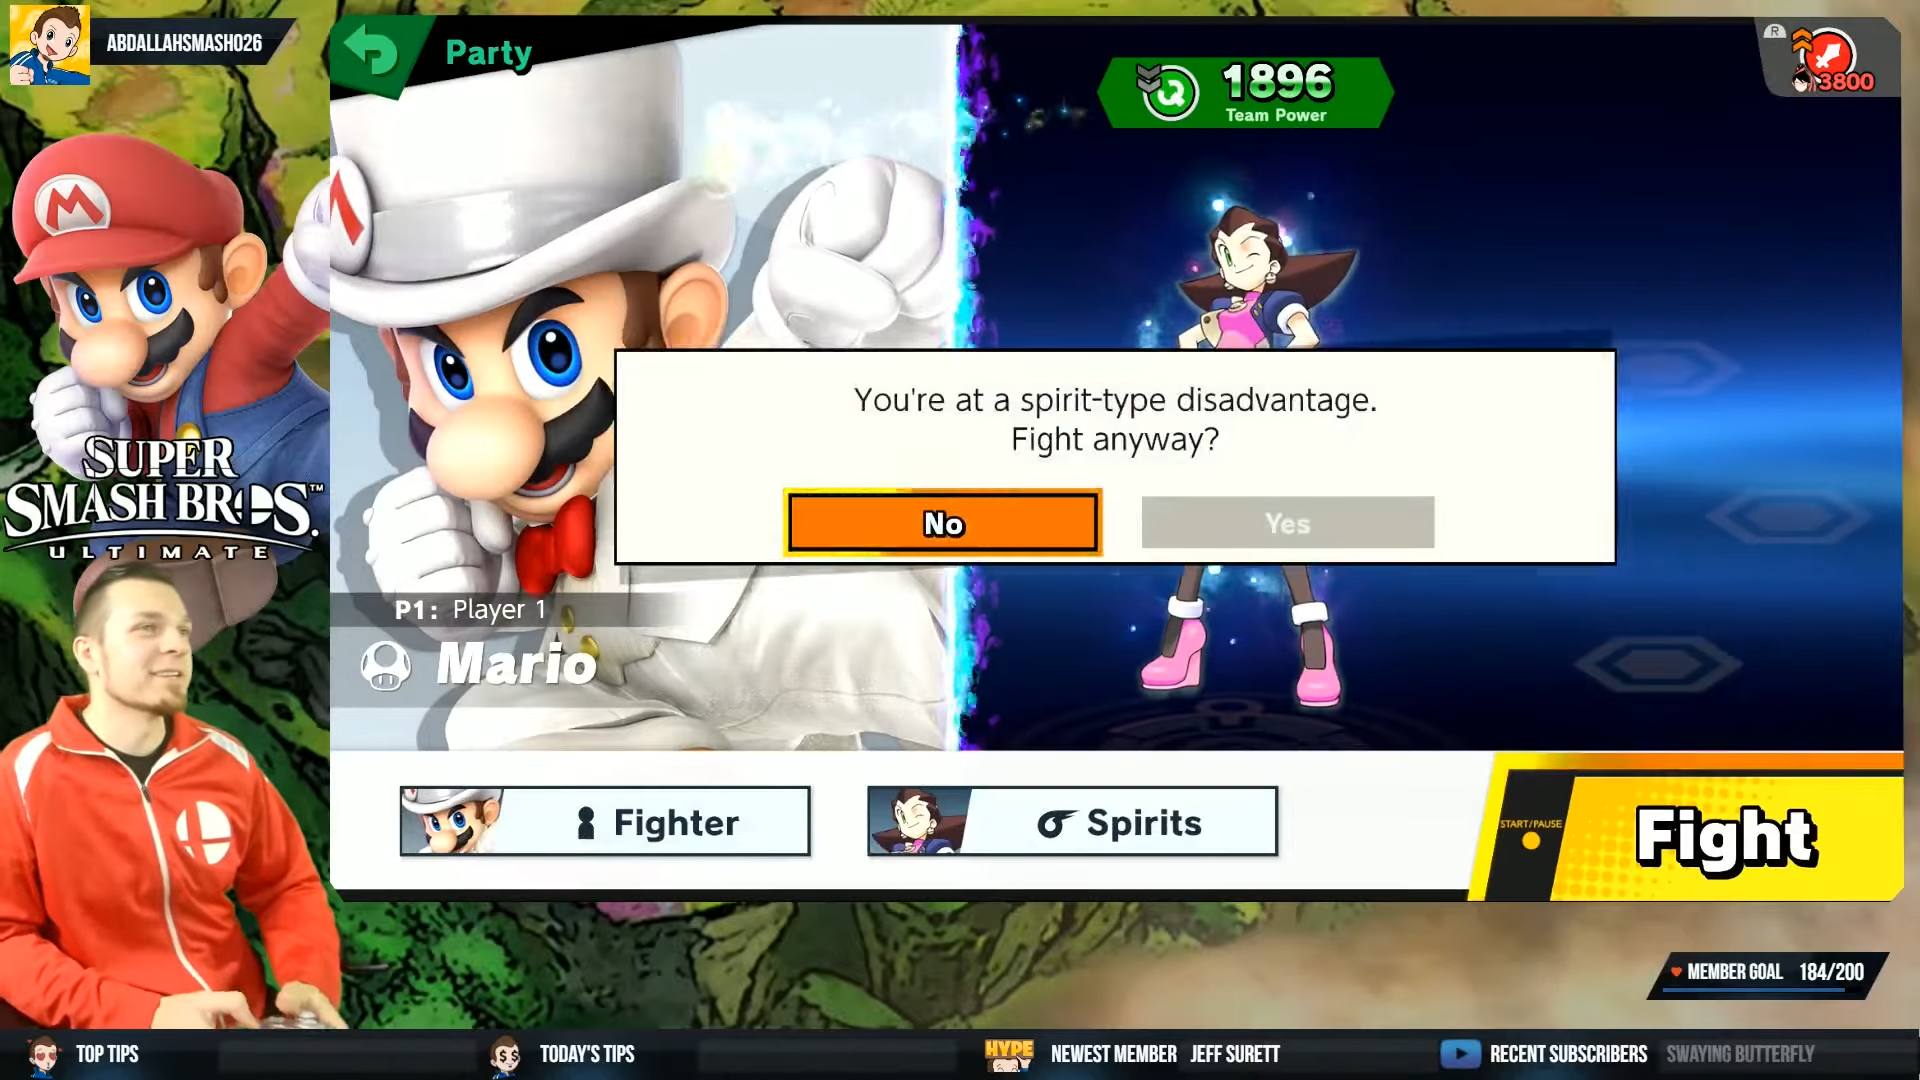 ABDALLAHSMASH026
Party
1896
Team Power
R
3800
M
SUPER
SMASH BROS.™
ULTIMATE
You're at a spirit-type disadvantage.
Fight anyway?
No
Yes
P1: Player 1
Mario
Fighter
Spirits
START/PAUSE
Fight
MEMBER GOAL 184/200
TOP TIPS
TODAY'S TIPS
HYPE
NEWEST MEMBER JEFF SURETT
RECENT SUBSCRIBERS SWAYING BUTTERFLY